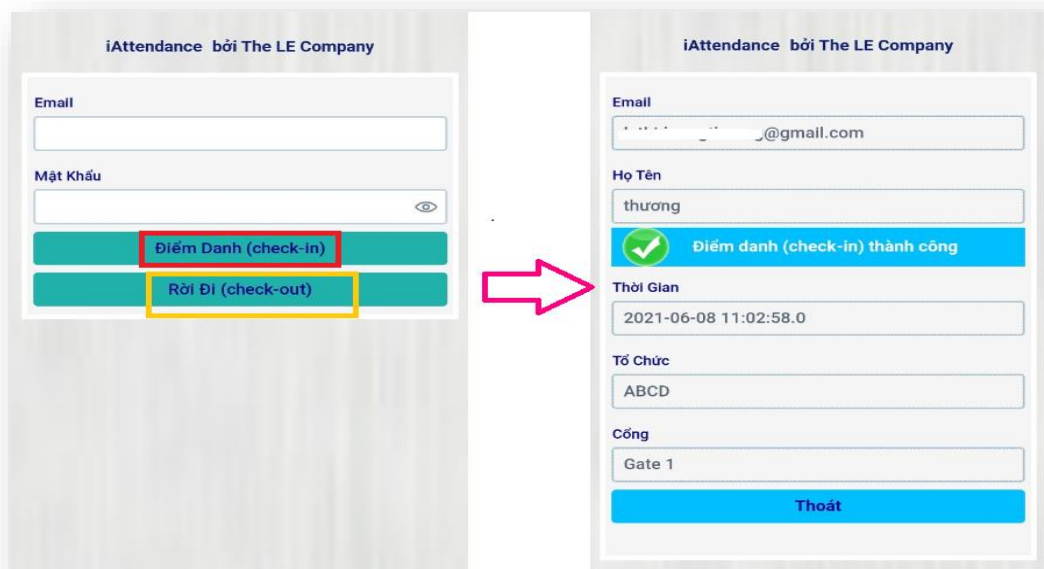 iAttendance bởi The LE Company
Email
Mật Khẩu
Điểm Danh (check-in)
Rời Đi (check-out)
iAttendance bởi The LE Company
Email
@gmail.com
Họ Tên
thương
Điểm danh (check-in) thành công
Thời Gian
2021-06-08 11:02:58.0
Tổ Chức
ABCD
Cổng
Gate 1
Thoát